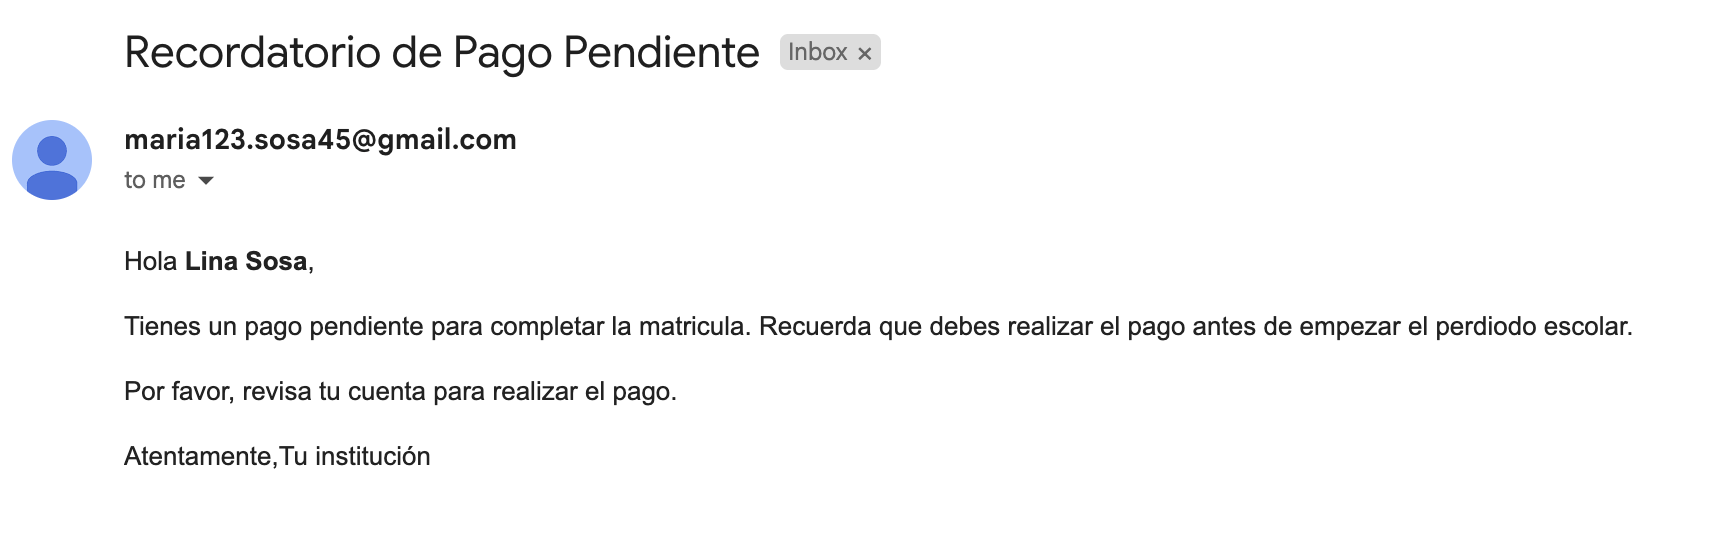 Recordatorio de Pago Pendiente Inbox ×
maria123.sosa45@gmail.com
to me
Hola Lina Sosa,
Tienes un pago pendiente para completar la matricula. Recuerda que debes realizar el pago antes de empezar el perdiodo escolar.
Por favor, revisa tu cuenta para realizar el pago.
Atentamente,Tu institución